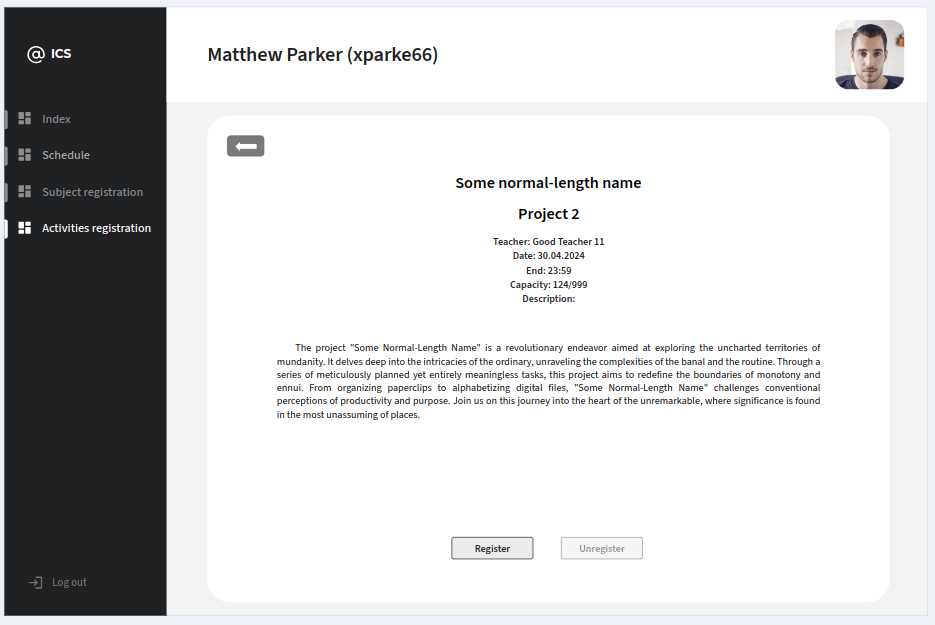 @ ICS
Matthew Parker (xparke66)
Index
Schedule
Subject registration
Activities registration
Log out
Some normal-length name
Project 2
Teacher: Good Teacher 11
Date: 30.04.2024
End: 23:59
Capacity: 124/999
Description:
The project "Some Normal-Length Name" is a revolutionary endeavor aimed at exploring the uncharted territories of
mundanity. It delves deep into the intricacies of the ordinary, unraveling the complexities of the banal and the routine. Through a
series of meticulously planned yet entirely meaningless tasks, this project aims to redefine the boundaries of monotony and
ennui. From organizing paperclips to alphabetizing digital files, "Some Normal-Length Name" challenges conventional
perceptions of productivity and purpose. Join us on this journey into the heart of the unremarkable, where significance is found
in the most unassuming of places.
Register
Unregister